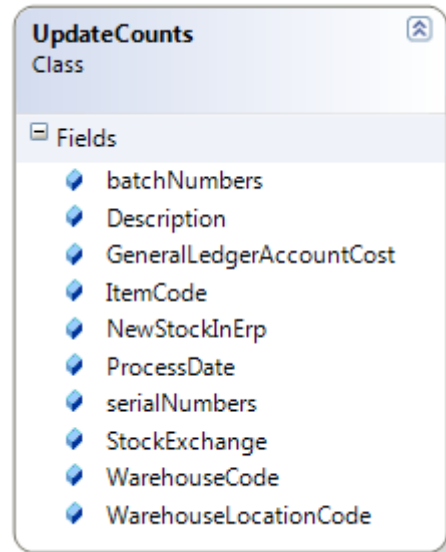 UpdateCounts
Class
Fields
batchNumbers
Description
GeneralLedgerAccountCost
ItemCode
NewStockInErp
ProcessDate
serialNumbers
StockExchange
WarehouseCode
WarehouseLocationCode